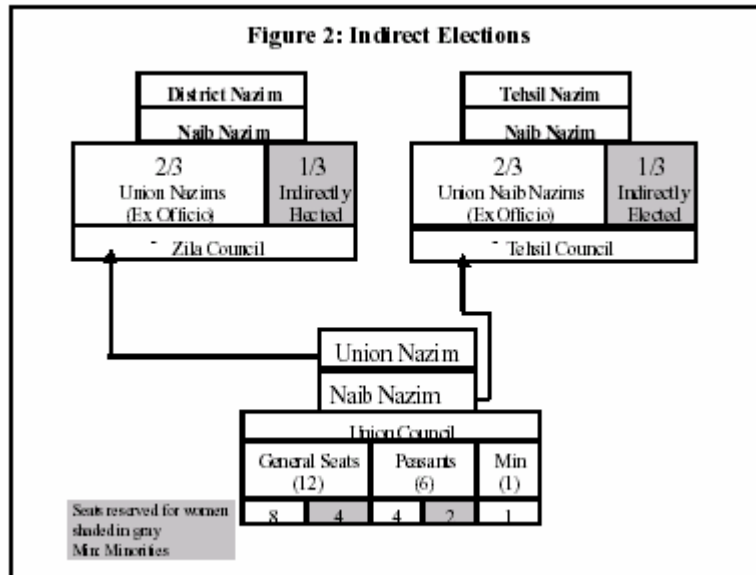 Figure 2: Indirect Elections
District Nazim
Naib Nazim
2/3
Union Nazims
(Ex Officio)
1/3
Indirectly
Elected
Zila Council
Tehsil Nazim
Naib Nazim
2/3
Union Naib Nazims
(Ex Officio)
1/3
Indirectly
Elected
Tehsil Council
Union Nazim
Naib Nazim
Union Council
General Seats
(12)
Peasants
(6)
Min
(1)
8
4
4
2
1
Seats reserved for women
shaded in gray
Min: Minorities